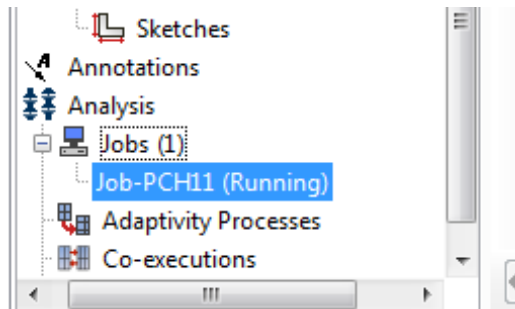 Sketches
Annotations
Analysis
Jobs (1)
Job-PCH11 (Running)
Adaptivity Processes
Co-executions